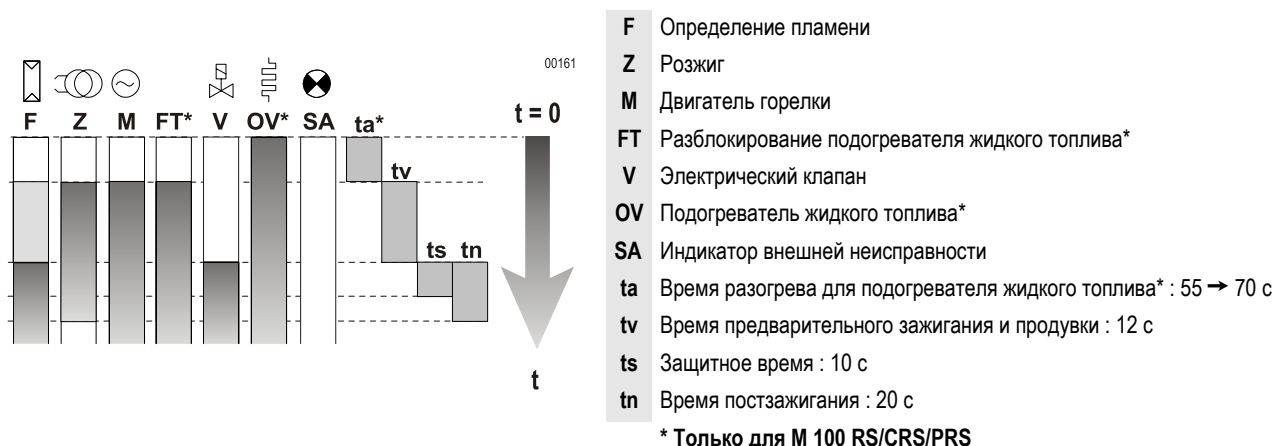 00161
F Z M FT* V OV* SA ta* t = 0
tv
ts tn
t
F Определение пламени
Z Розжиг
M Двигатель горелки
FT Разблокирование подогревателя жидкого топлива*
V Электрический клапан
OV Подогреватель жидкого топлива*
SA Индикатор внешней неисправности
ta Время разогрева для подогревателя жидкого топлива* : 55 → 70 с
tv Время предварительного зажигания и продувки : 12 с
ts Защитное время : 10 с
tn Время постзажигания : 20 с
* Только для M 100 RS/CRS/PRS